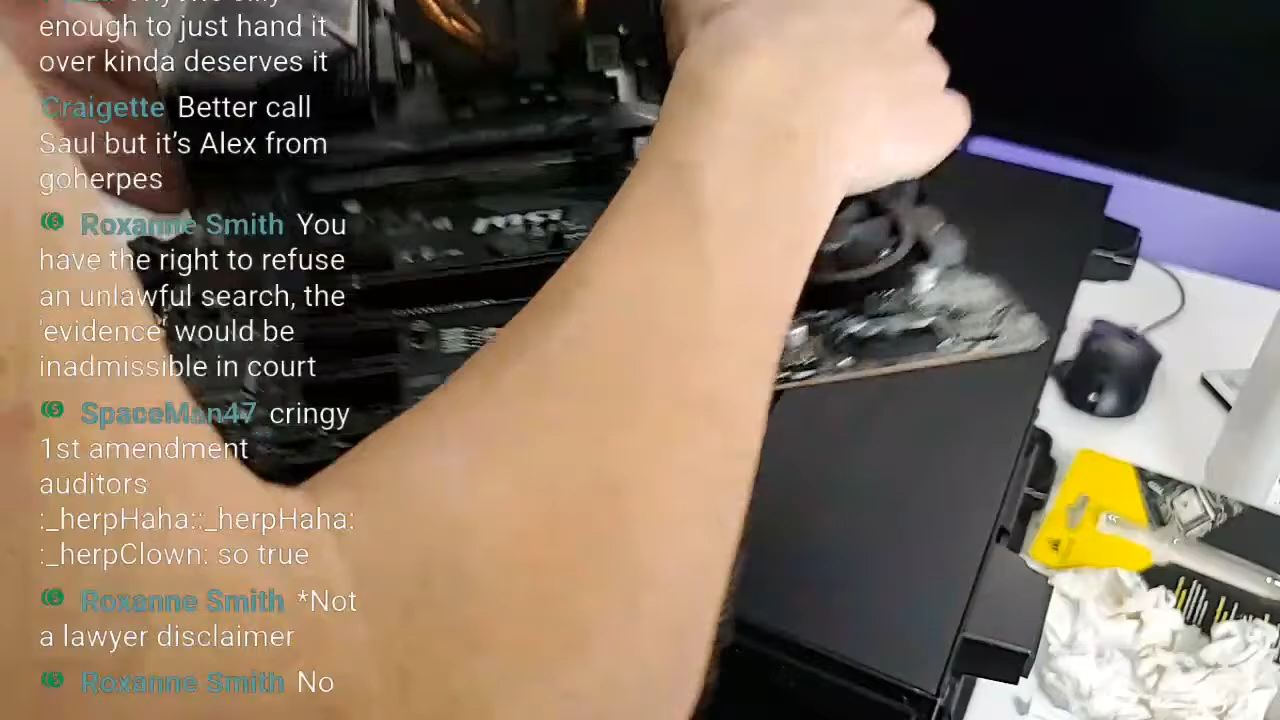 enough to just hand it
over kinda deserves it
Craigette Better call
Saul but it's Alex from
goherpes
Roxanne Smith You
have the right to refuse
an unlawful search, the
'evidence' would be
inadmissible in court
SpaceMan47 cringy
1st amendment
auditors
:_herpHaha::_herpHaha:
:_herpClown: so true
Roxanne Smith *Not
a lawyer disclaimer
Roxanne Smith No
msi